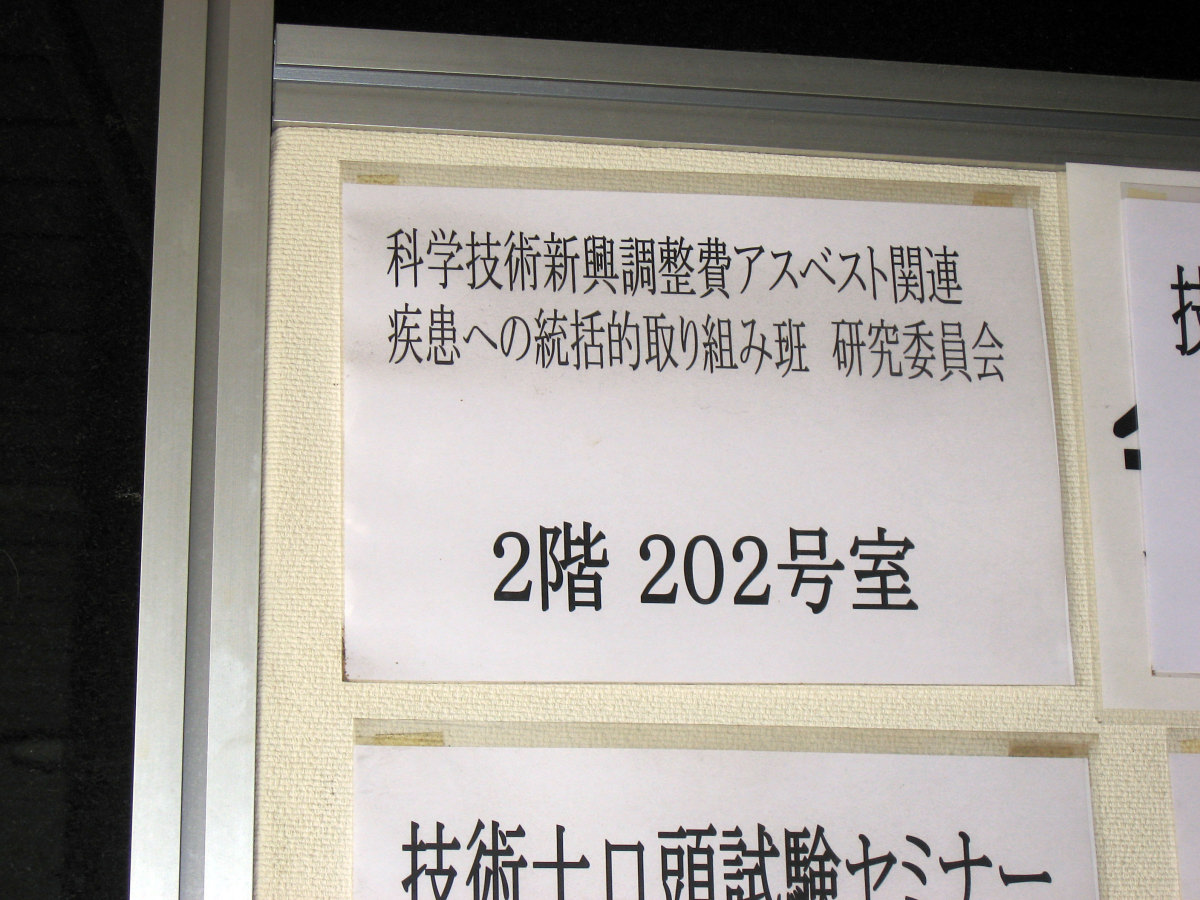 科学技術新興調整費アスベスト関連
疾患への統括的取り組み班 研究委員会
2階 202号室
技
技術士口頭試験セミナー